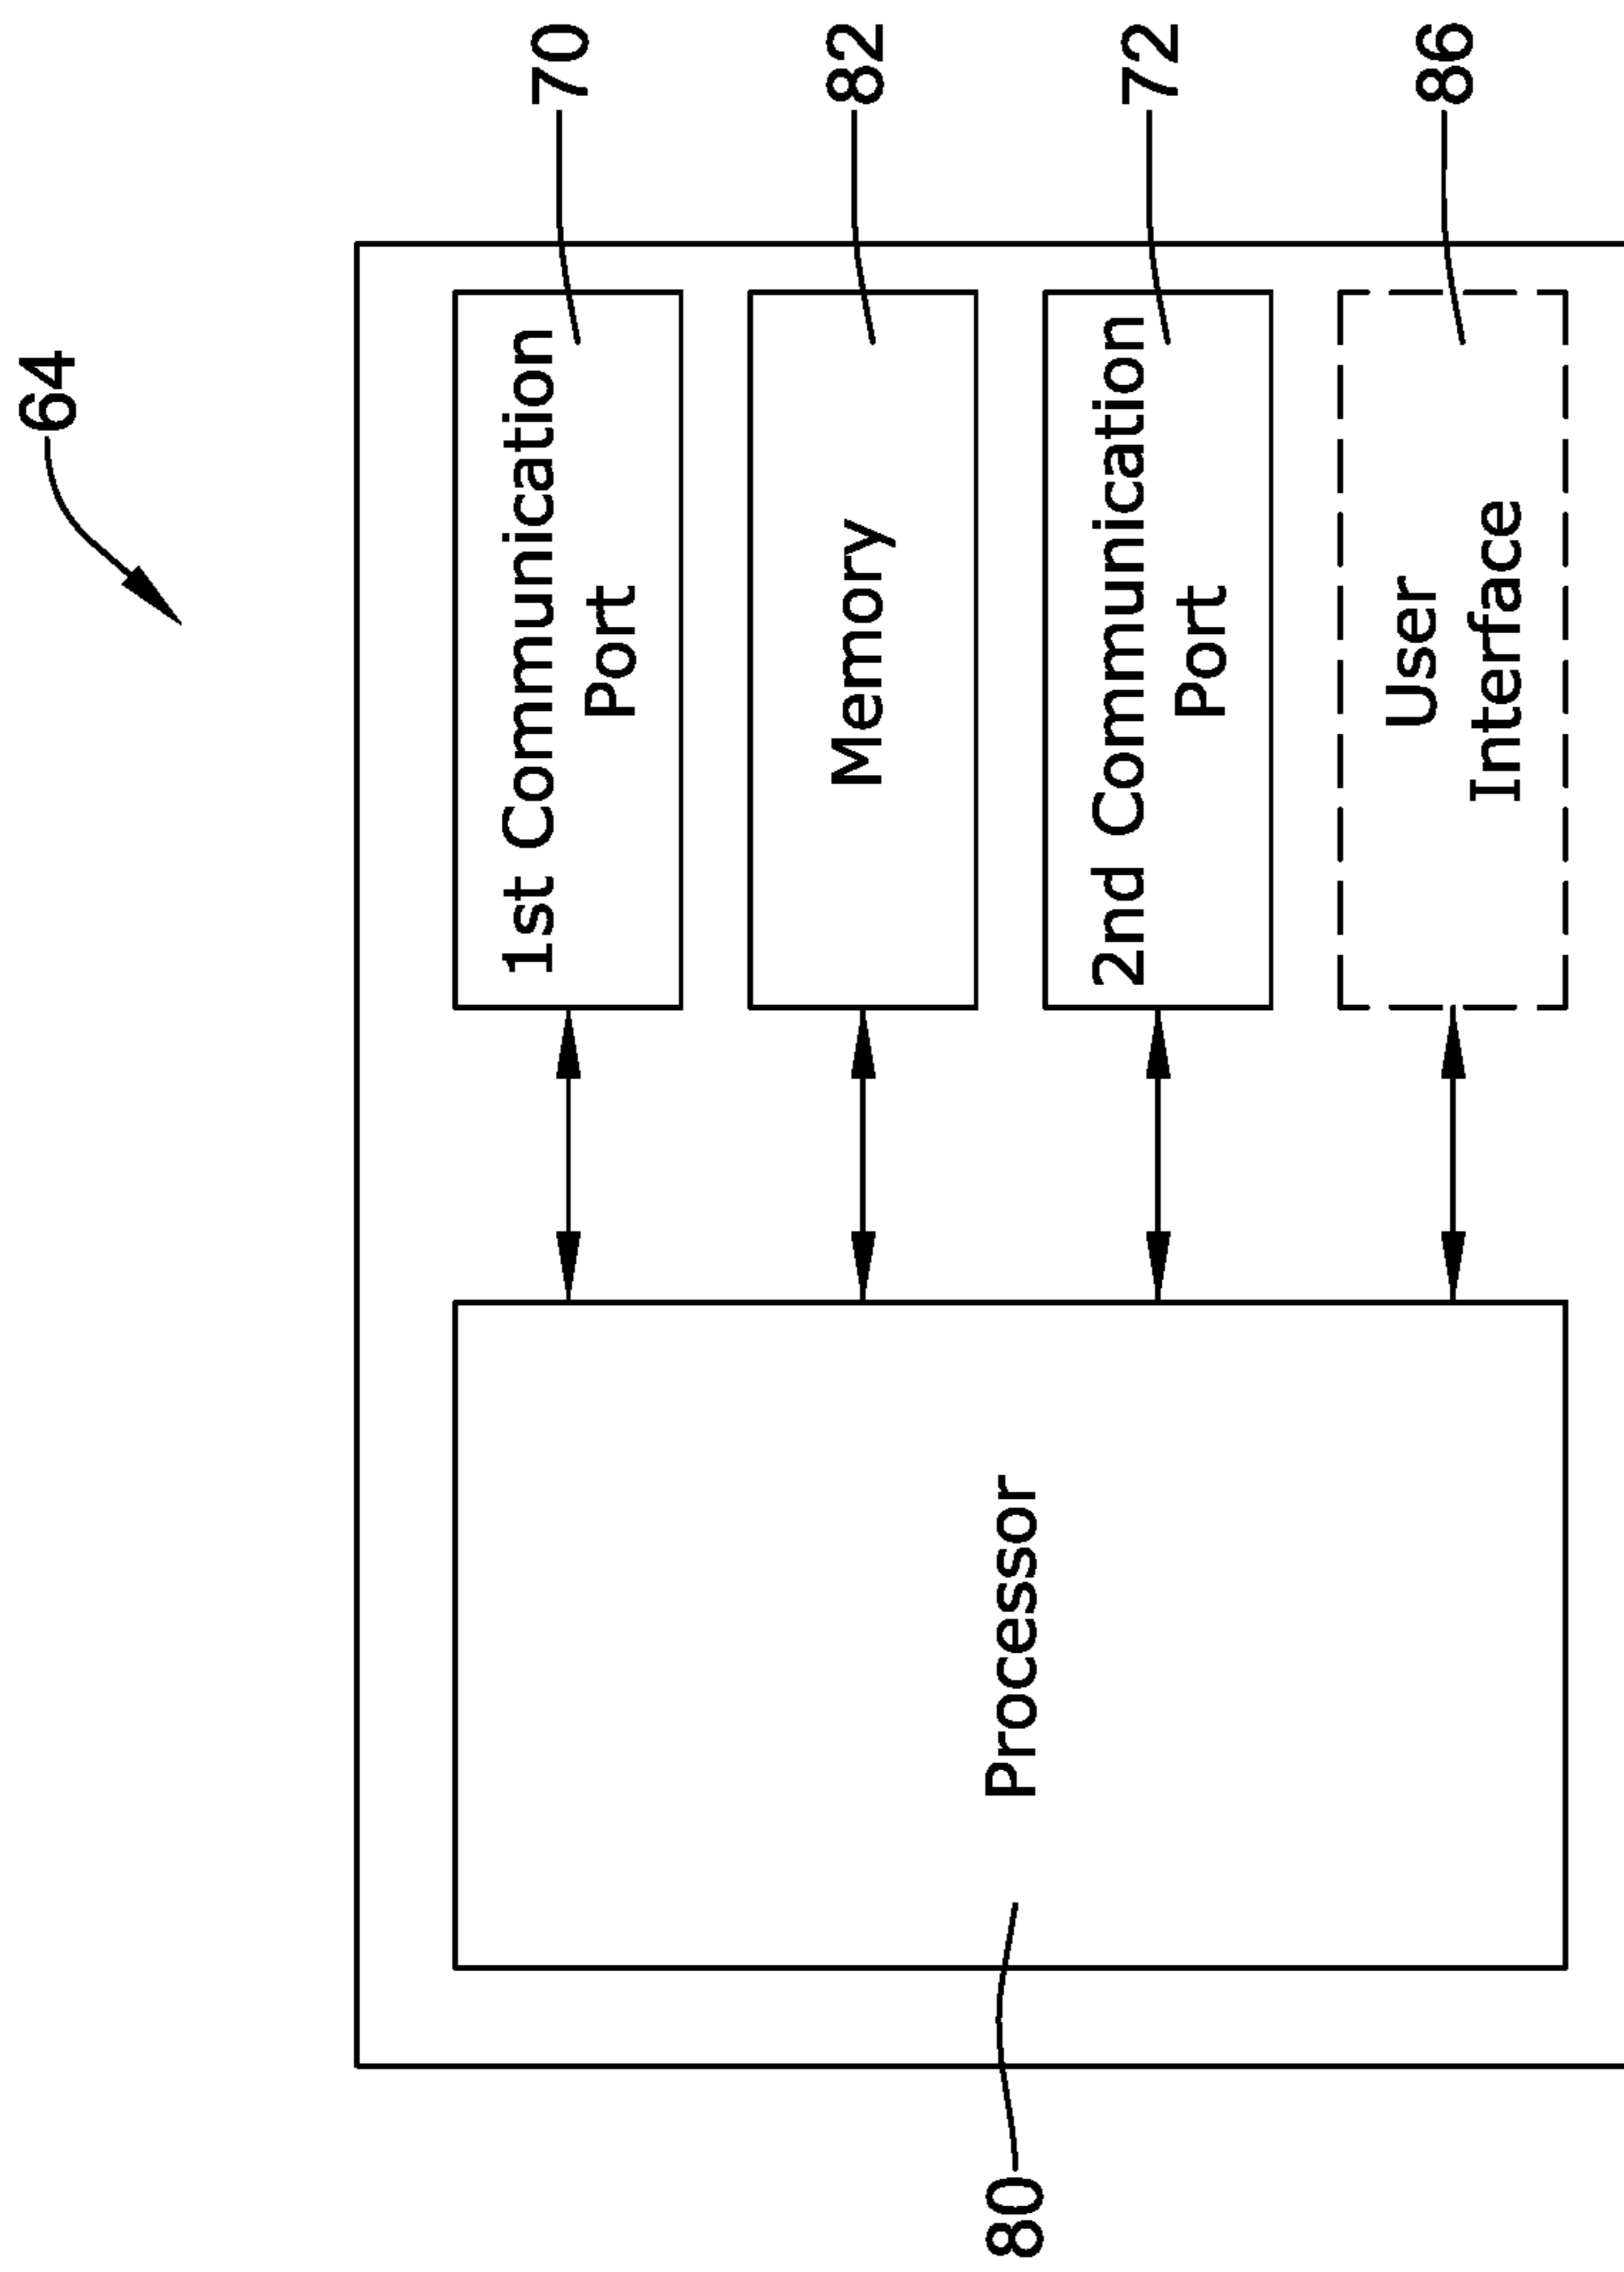 64
1st Communication
Port
70
Memory
82
2nd Communication
Port
72
User
Interface
86
Processor
80